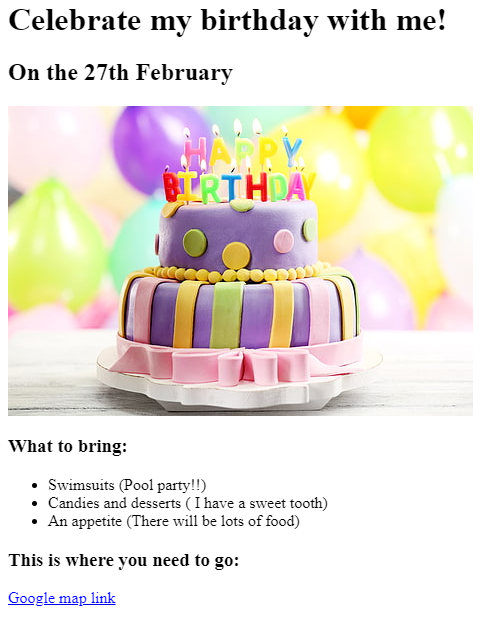 Celebrate my birthday with me!
On the 27th February
HAPPY
BIRTHDAY
What to bring:
Swimsuits (Pool party!!)
Candies and desserts ( I have a sweet tooth)
An appetite (There will be lots of food)
This is where you need to go:
Google map link